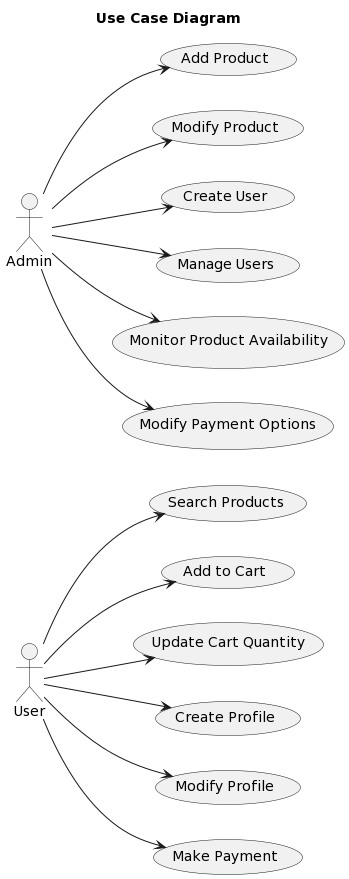 Use Case Diagram
Add Product
Modify Product
Create User
Admin
Manage Users
Monitor Product Availability
Modify Payment Options
Search Products
Add to Cart
Update Cart Quantity
User
Create Profile
Modify Profile
Make Payment